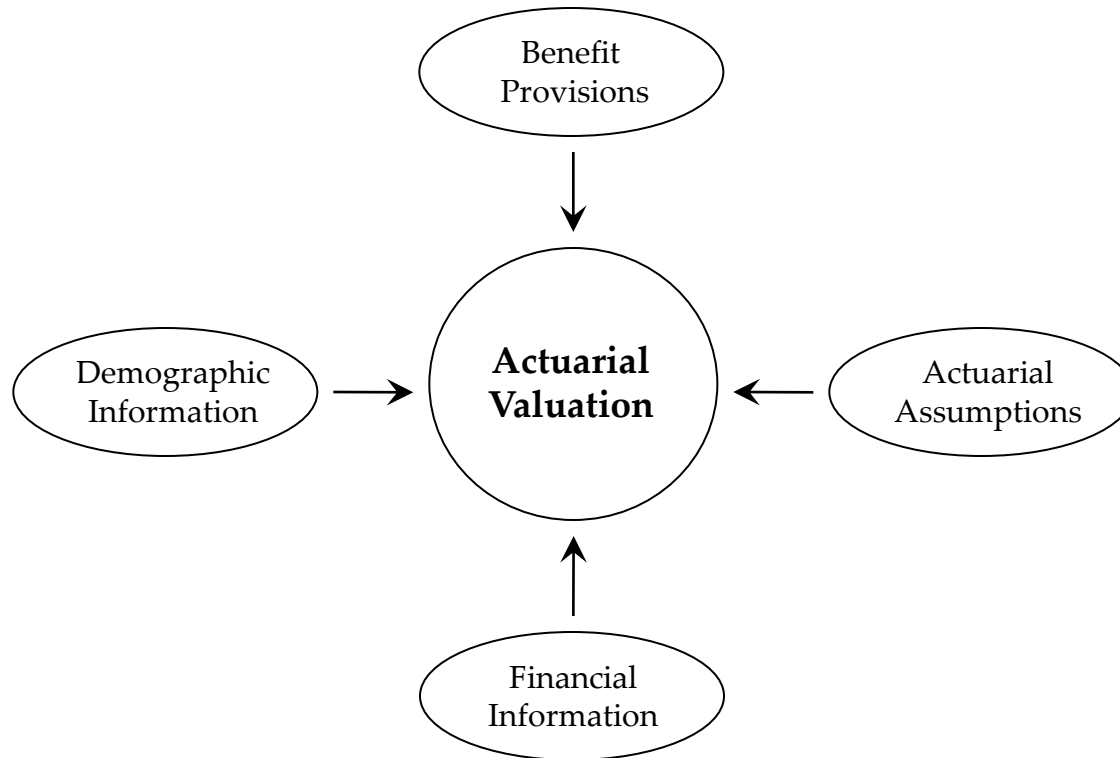 Benefit
Provisions
Demographic
Information
Actuarial
Valuation
Actuarial
Assumptions
Financial
Information